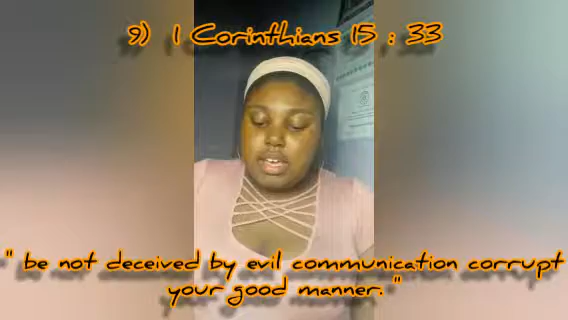 9) 1 Corinthians 15 : 33
" be not deceived by evil communication corrupt
your good manner. "